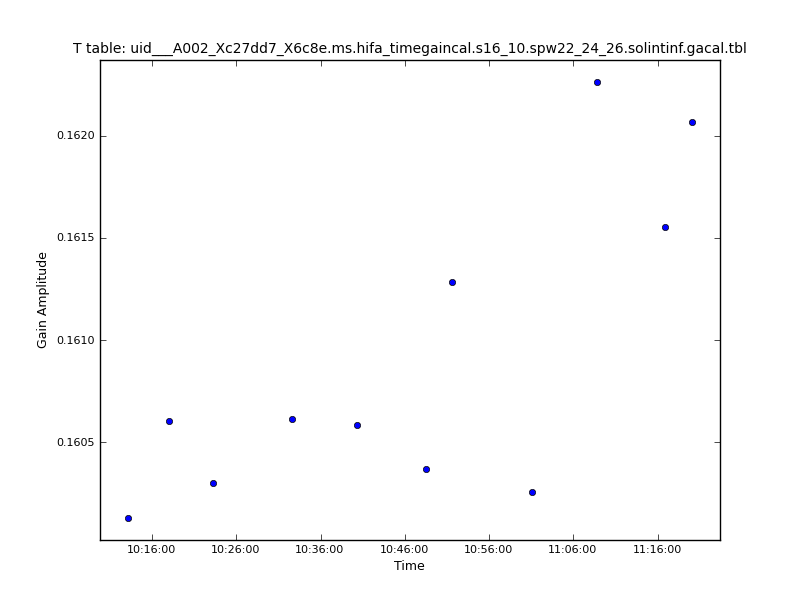 T table: uid___A002_Xc27dd7_X6c8e.ms.hifa_timegaincal.s16_10.spw22_24_26.solintinf.gacal.tbl
0.1620
0.1615
0.1610
0.1605
Gain Amplitude
10:16:00 10:26:00 10:36:00 10:46:00 10:56:00 11:06:00 11:16:00
Time